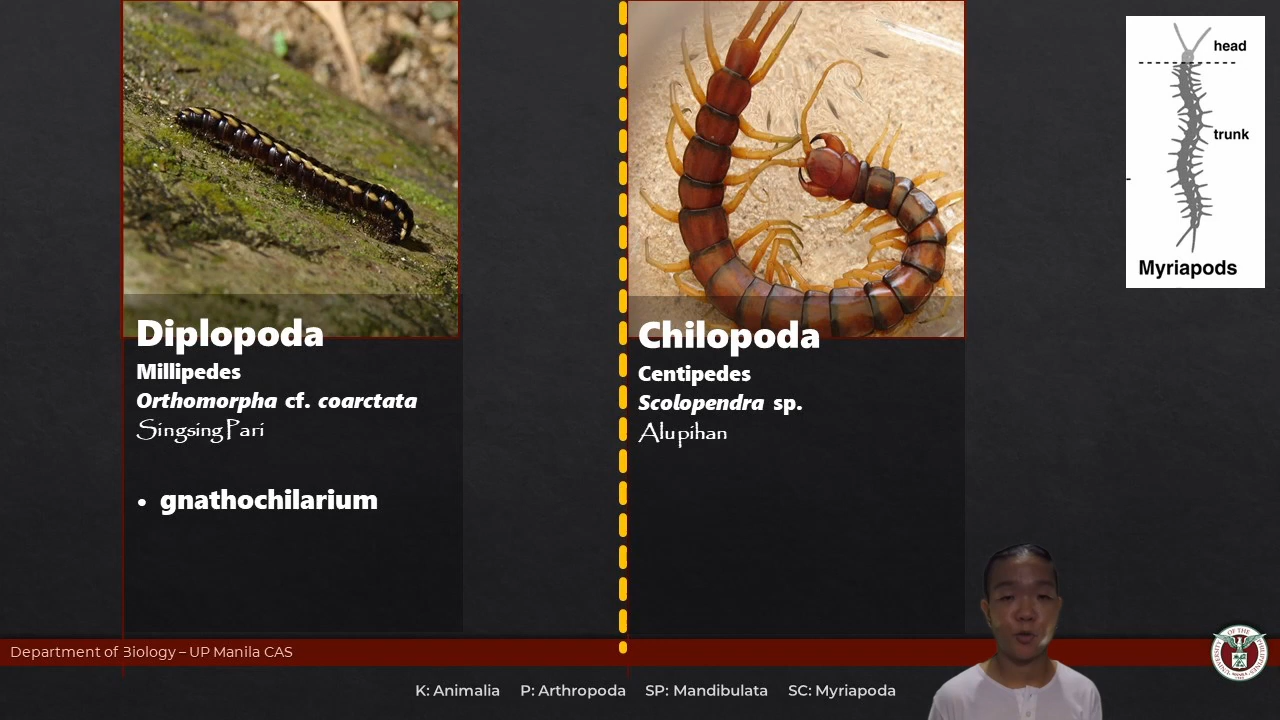 head
trunk
Myriapods
Diplopoda
Millipedes
Orthomorpha cf. coarctata
Singsing Pari
• gnathochilarium
Chilopoda
Centipedes
Scolopendra sp.
Alupihan
Department of Biology – UP Manila CAS
K: Animalia P: Arthropoda SP: Mandibulata SC: Myriapoda